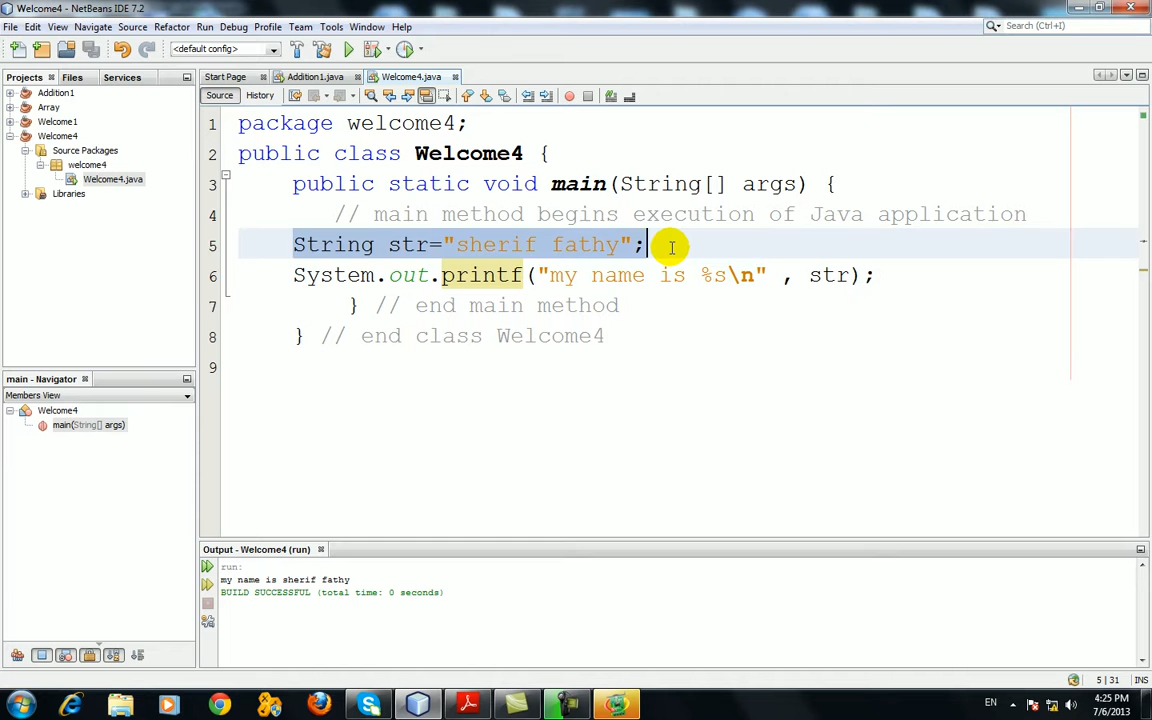 Welcome4 - NetBeans IDE 7.2
File Edit View Navigate Source Refactor Run Debug Profile Team Tools Window Help
Search (Ctrl+I)
<default config>
Projects Files Services
Start Page Addition1.java Welcome4.java
Source History
Addition1
Array
Welcome1
Welcome4
Source Packages
welcome4
Welcome4.java
Libraries
1 package welcome4;
2 public class Welcome4 {
3 public static void main(String[] args) {
4 // main method begins execution of Java application
5 String str="sherif fathy";
6 System.out.printf("my name is %s\n" , str);
7 } // end main method
8 } // end class Welcome4
9
main - Navigator
Members View
Welcome4
main(String[] args)
Output - Welcome4 (run)
run:
my name is sherif fathy
BUILD SUCCESSFUL (total time: 0 seconds)
5 | 31 INS
EN
4:25 PM
7/6/2013